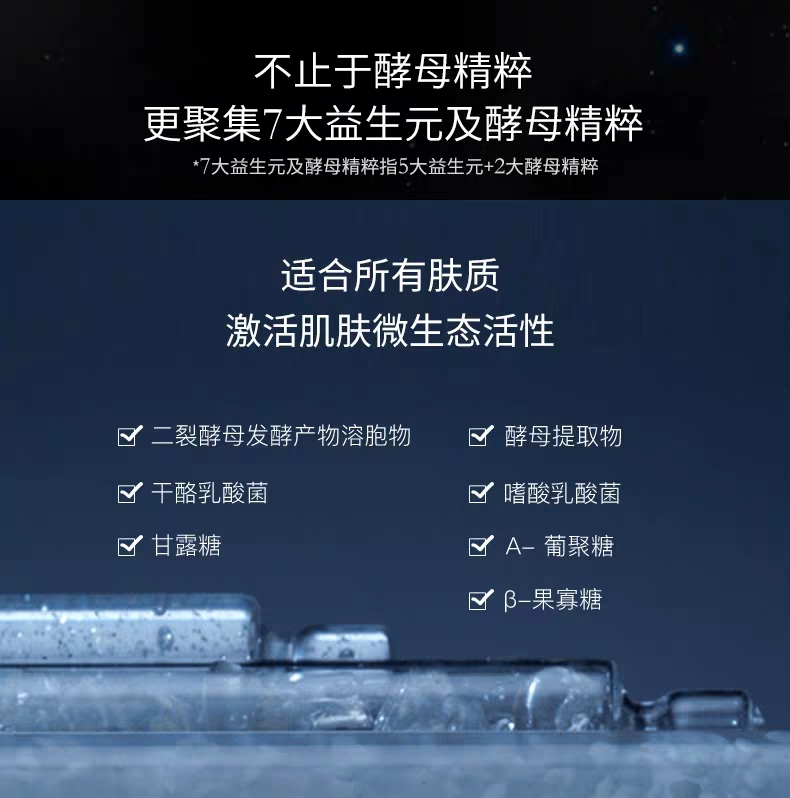 不止于酵母精粹
更聚集7大益生元及酵母精粹
*7大益生元及酵母精粹指5大益生元+2大酵母精粹
适合所有肤质
激活肌肤微生态活性
二裂酵母发酵产物溶胞物
酵母提取物
干酪乳酸菌
嗜酸乳酸菌
甘露糖
A- 葡聚糖
β-果寡糖